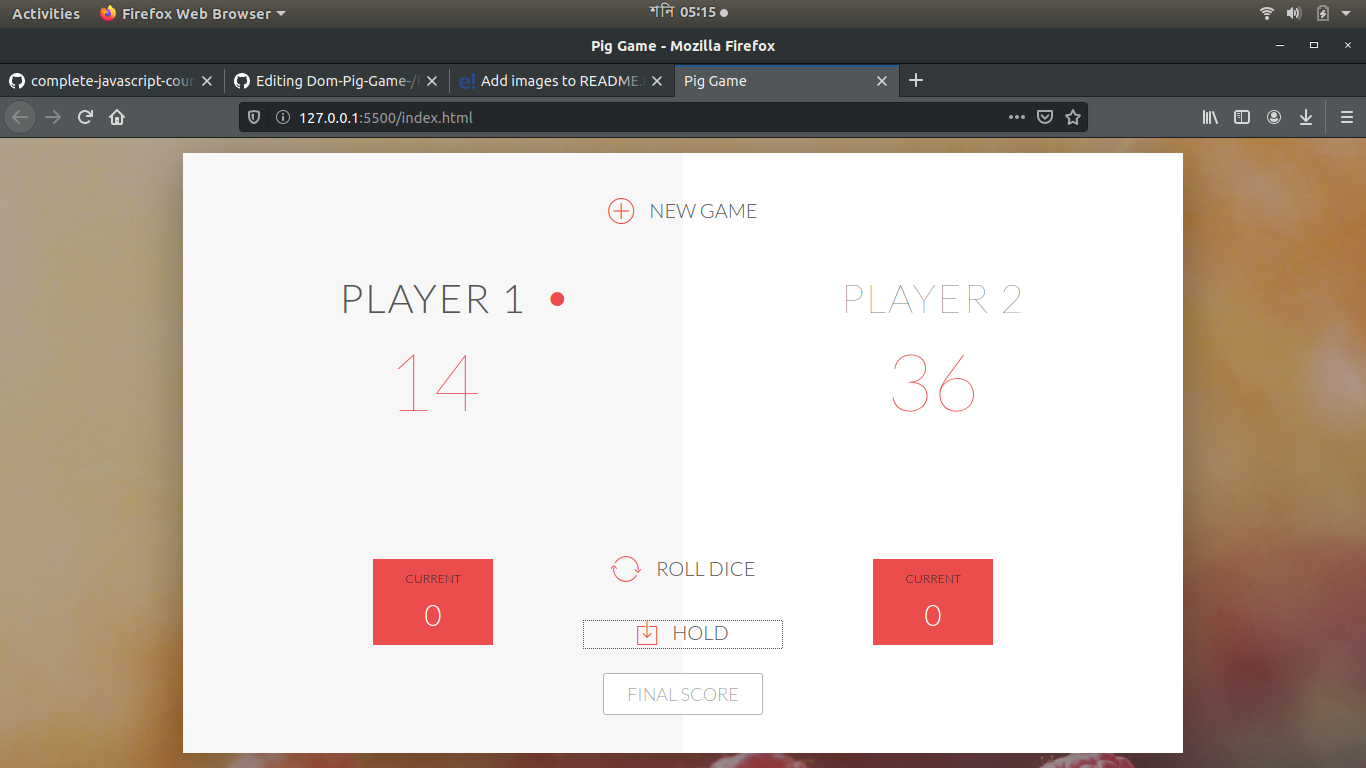 Activities Firefox Web Browser শনি 05:15
Pig Game - Mozilla Firefox
complete-javascript-cour Editing Dom-Pig-Game-/ Add images to README. Pig Game
127.0.0.1:5500/index.html
NEW GAME
PLAYER 1 PLAYER 2
14 36
ROLL DICE
CURRENT CURRENT
0 0
HOLD
FINAL SCORE